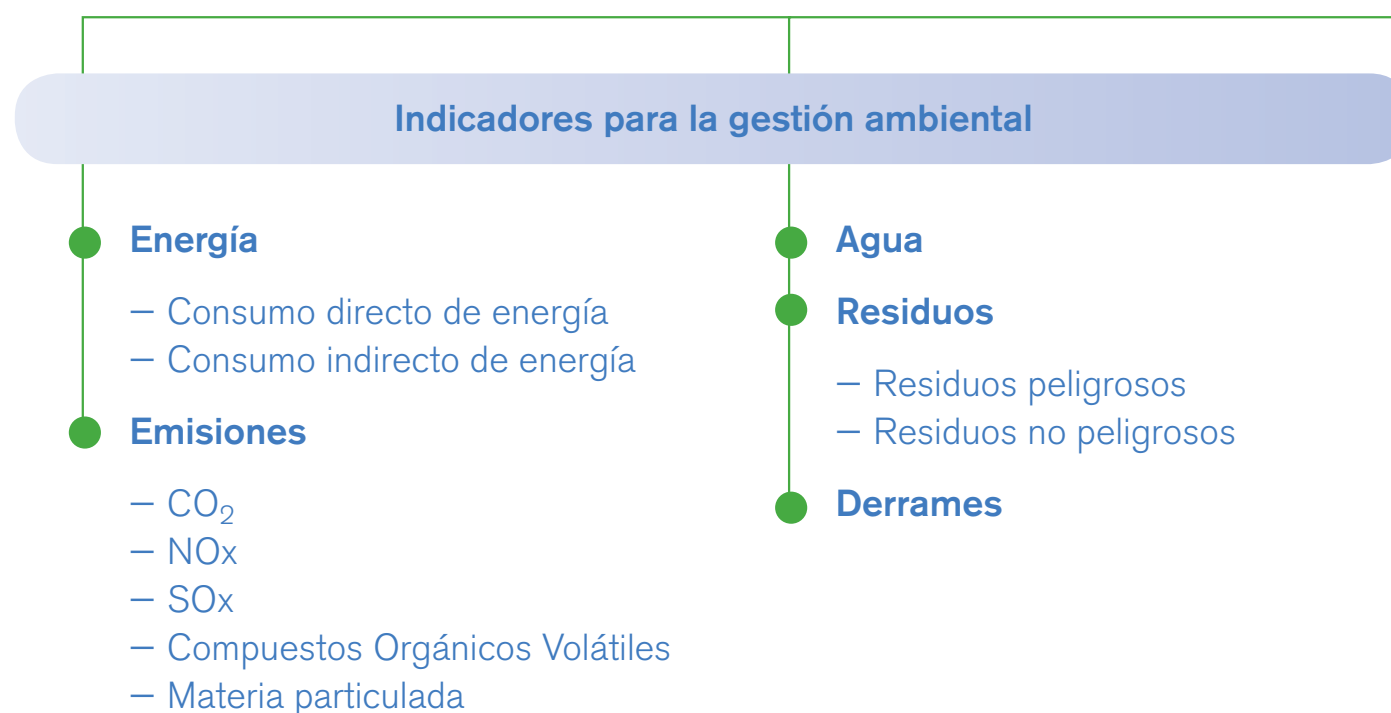 Indicadores para la gestión ambiental
Energía
– Consumo directo de energía
– Consumo indirecto de energía
Emisiones
– CO₂
– NOx
– SOx
– Compuestos Orgánicos Volátiles
– Materia particulada
Agua
Residuos
– Residuos peligrosos
– Residuos no peligrosos
Derrames